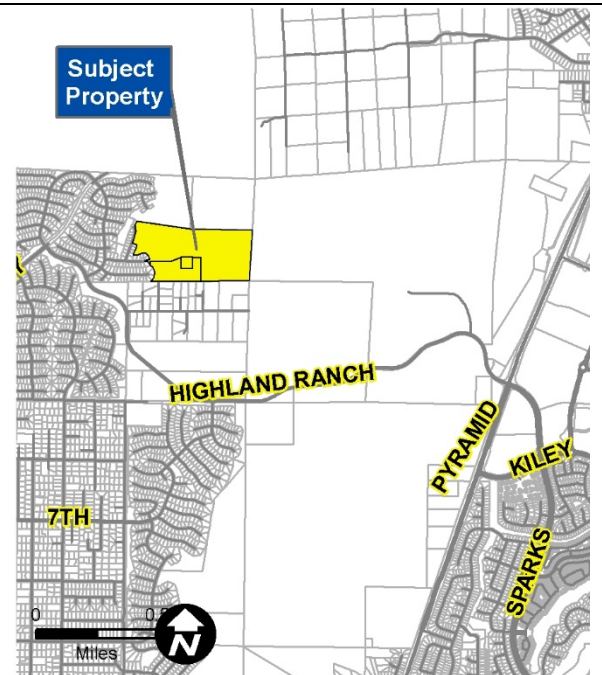 Subject
Property
HIGHLAND RANCH
PYRAMID
KILEY
7TH
SPARKS
0
Miles
N